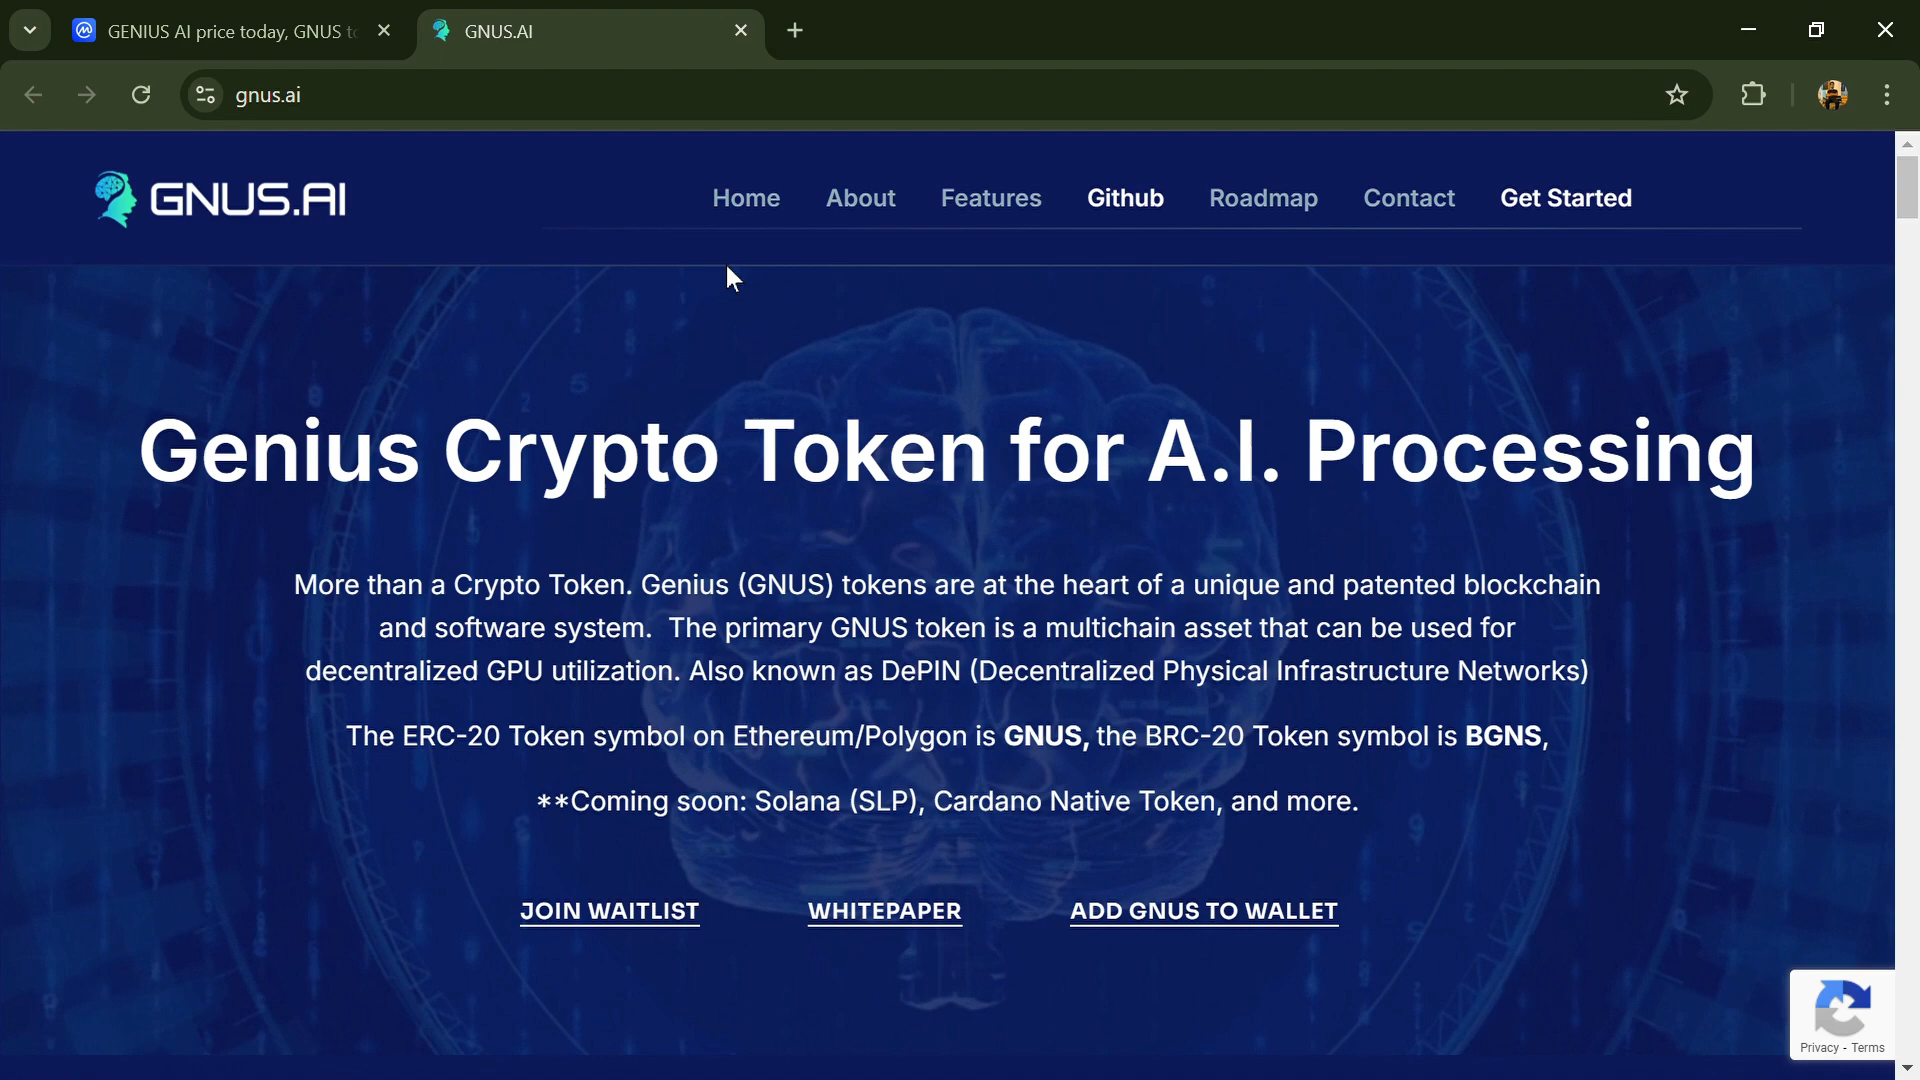 GENIUS AI price today, GNUS to
GNUS.AI
gnus.ai
GNUS.AI
Home
About
Features
Github
Roadmap
Contact
Get Started
Genius Crypto Token for A.I. Processing
More than a Crypto Token. Genius (GNUS) tokens are at the heart of a unique and patented blockchain
and software system.  The primary GNUS token is a multichain asset that can be used for
decentralized GPU utilization. Also known as DePIN (Decentralized Physical Infrastructure Networks)
The ERC-20 Token symbol on Ethereum/Polygon is GNUS, the BRC-20 Token symbol is BGNS,
**Coming soon: Solana (SLP), Cardano Native Token, and more.
JOIN WAITLIST
WHITEPAPER
ADD GNUS TO WALLET
Privacy - Terms